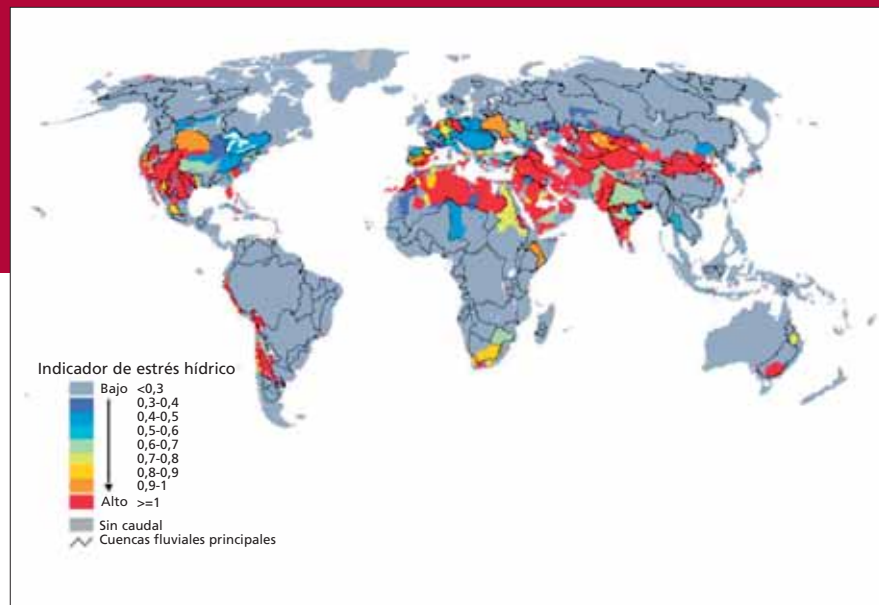 Indicador de estrés hídrico
Bajo <0,3
0,3-0,4
0,4-0,5
0,5-0,6
0,6-0,7
0,7-0,8
0,8-0,9
0,9-1
Alto >=1
Sin caudal
Cuencas fluviales principales